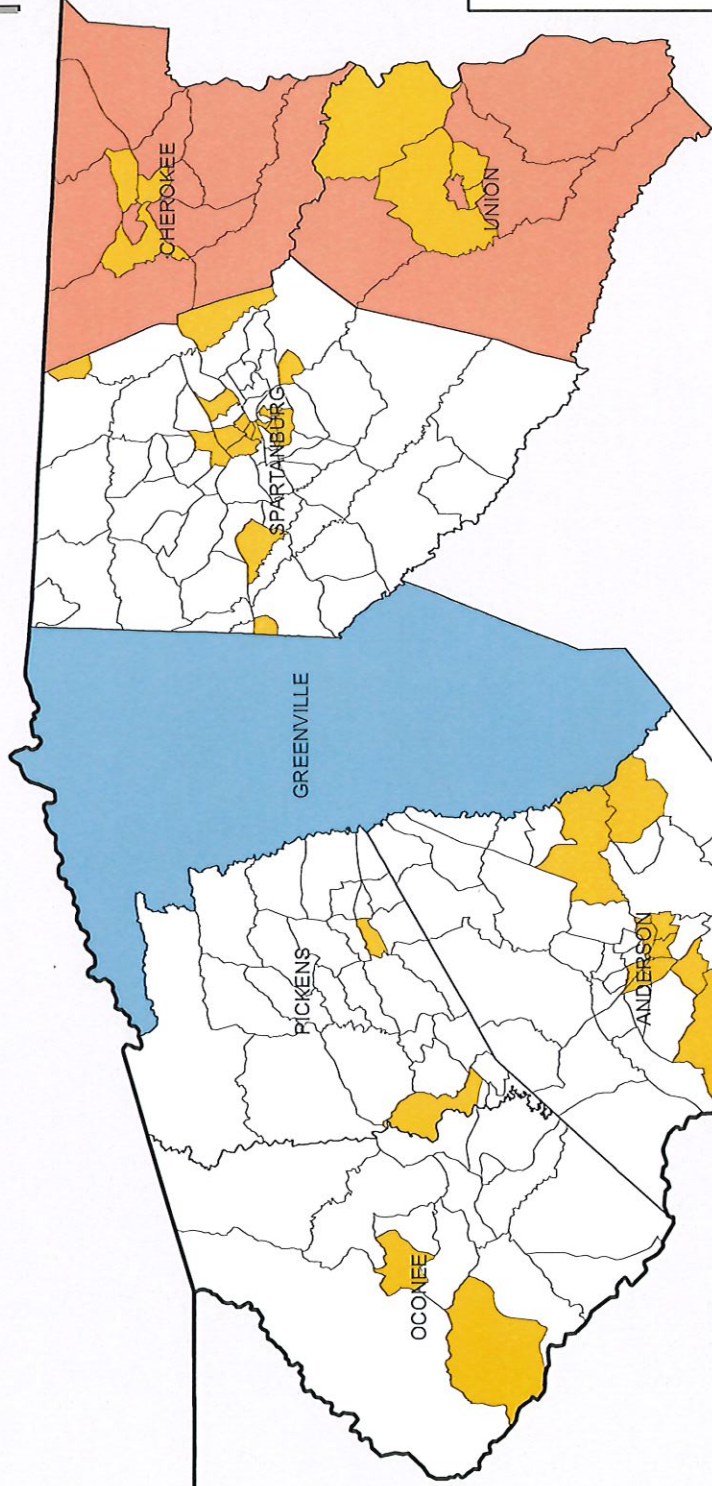 CHEROKEE
UNION
SPARTANBURG
GREENVILLE
PICKENS
ANDERSON
OCONEE